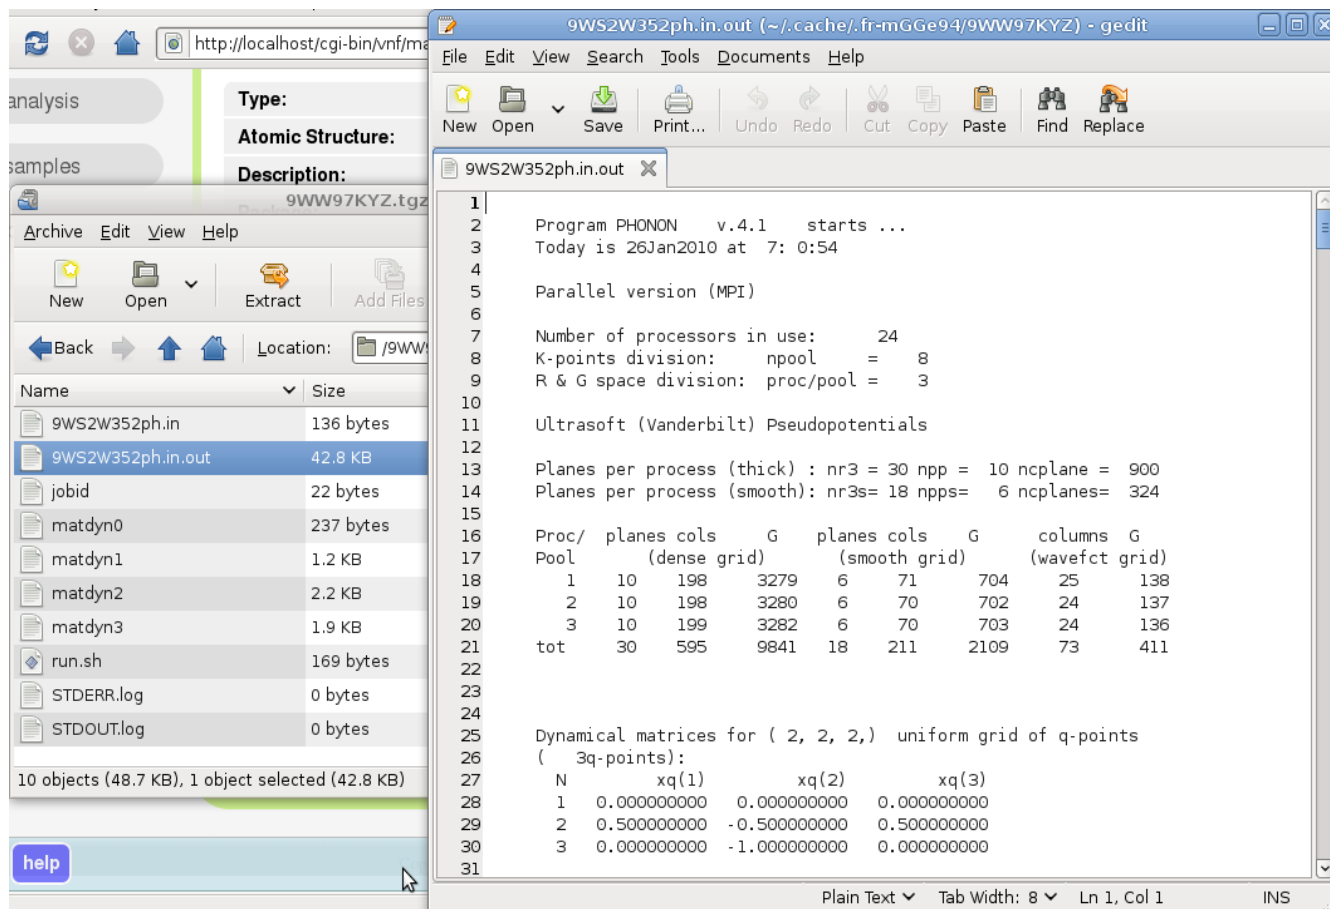 http://localhost/cgi-bin/vnf/ma
analysis
samples
Type:
Atomic Structure:
Description:
9WW97KYZ.tgz
Archive Edit View Help
New Open Extract Add Files
Back Location: /9WW
Name Size
9WS2W352ph.in 136 bytes
9WS2W352ph.in.out 42.8 KB
jobid 22 bytes
matdyn0 237 bytes
matdyn1 1.2 KB
matdyn2 2.2 KB
matdyn3 1.9 KB
run.sh 169 bytes
STDERR.log 0 bytes
STDOUT.log 0 bytes
10 objects (48.7 KB), 1 object selected (42.8 KB)
help
9WS2W352ph.in.out (~/.cache/.fr-mGGe94/9WW97KYZ) - gedit
File Edit View Search Tools Documents Help
New Open Save Print... Undo Redo Cut Copy Paste Find Replace
9WS2W352ph.in.out
1
2 Program PHONON v.4.1 starts ...
3 Today is 26Jan2010 at 7: 0:54
4
5 Parallel version (MPI)
6
7 Number of processors in use: 24
8 K-points division: npool = 8
9 R & G space division: proc/pool = 3
10
11 Ultrasoft (Vanderbilt) Pseudopotentials
12
13 Planes per process (thick) : nr3 = 30 npp = 10 ncplane = 900
14 Planes per process (smooth): nr3s= 18 npps= 6 ncplanes= 324
15
16 Proc/ planes cols G planes cols G columns G
17 Pool (dense grid) (smooth grid) (wavefct grid)
18 1 10 198 3279 6 71 704 25 138
19 2 10 198 3280 6 70 702 24 137
20 3 10 199 3282 6 70 703 24 136
21 tot 30 595 9841 18 211 2109 73 411
22
23
24
25 Dynamical matrices for ( 2, 2, 2,) uniform grid of q-points
26 ( 3q-points):
27 N xq(1) xq(2) xq(3)
28 1 0.000000000 0.000000000 0.000000000
29 2 0.500000000 -0.500000000 0.500000000
30 3 0.000000000 -1.000000000 0.000000000
31
Plain Text Tab Width: 8 Ln 1, Col 1 INS